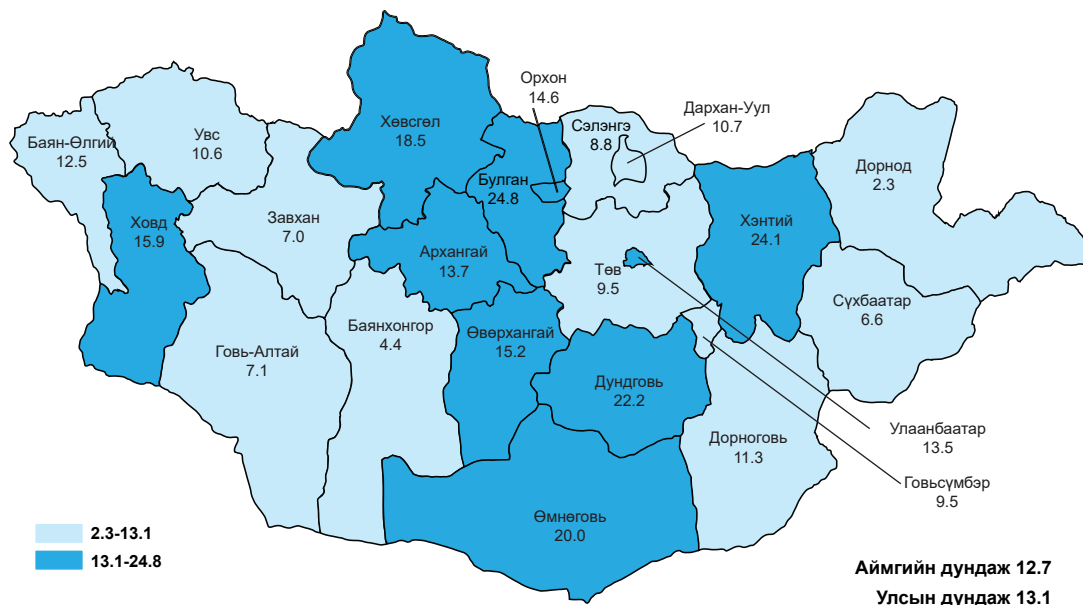 Орхон
14.6
Дархан-Уул
10.7
Хөвсгөл
18.5
Сэлэнгэ
8.8
Увс
10.6
Баян-Өлгий
12.5
Булган
24.8
Дорнод
2.3
Ховд
15.9
Завхан
7.0
Хэнтий
24.1
Архангай
13.7
Төв
9.5
Сүхбаатар
6.6
Баянхонгор
4.4
Өвөрхангай
15.2
Говь-Алтай
7.1
Дундговь
22.2
Улаанбаатар
13.5
Дорноговь
11.3
Говьсүмбэр
9.5
Өмнөговь
20.0
2.3-13.1
13.1-24.8
Аймгийн дундаж 12.7
Улсын дундаж 13.1